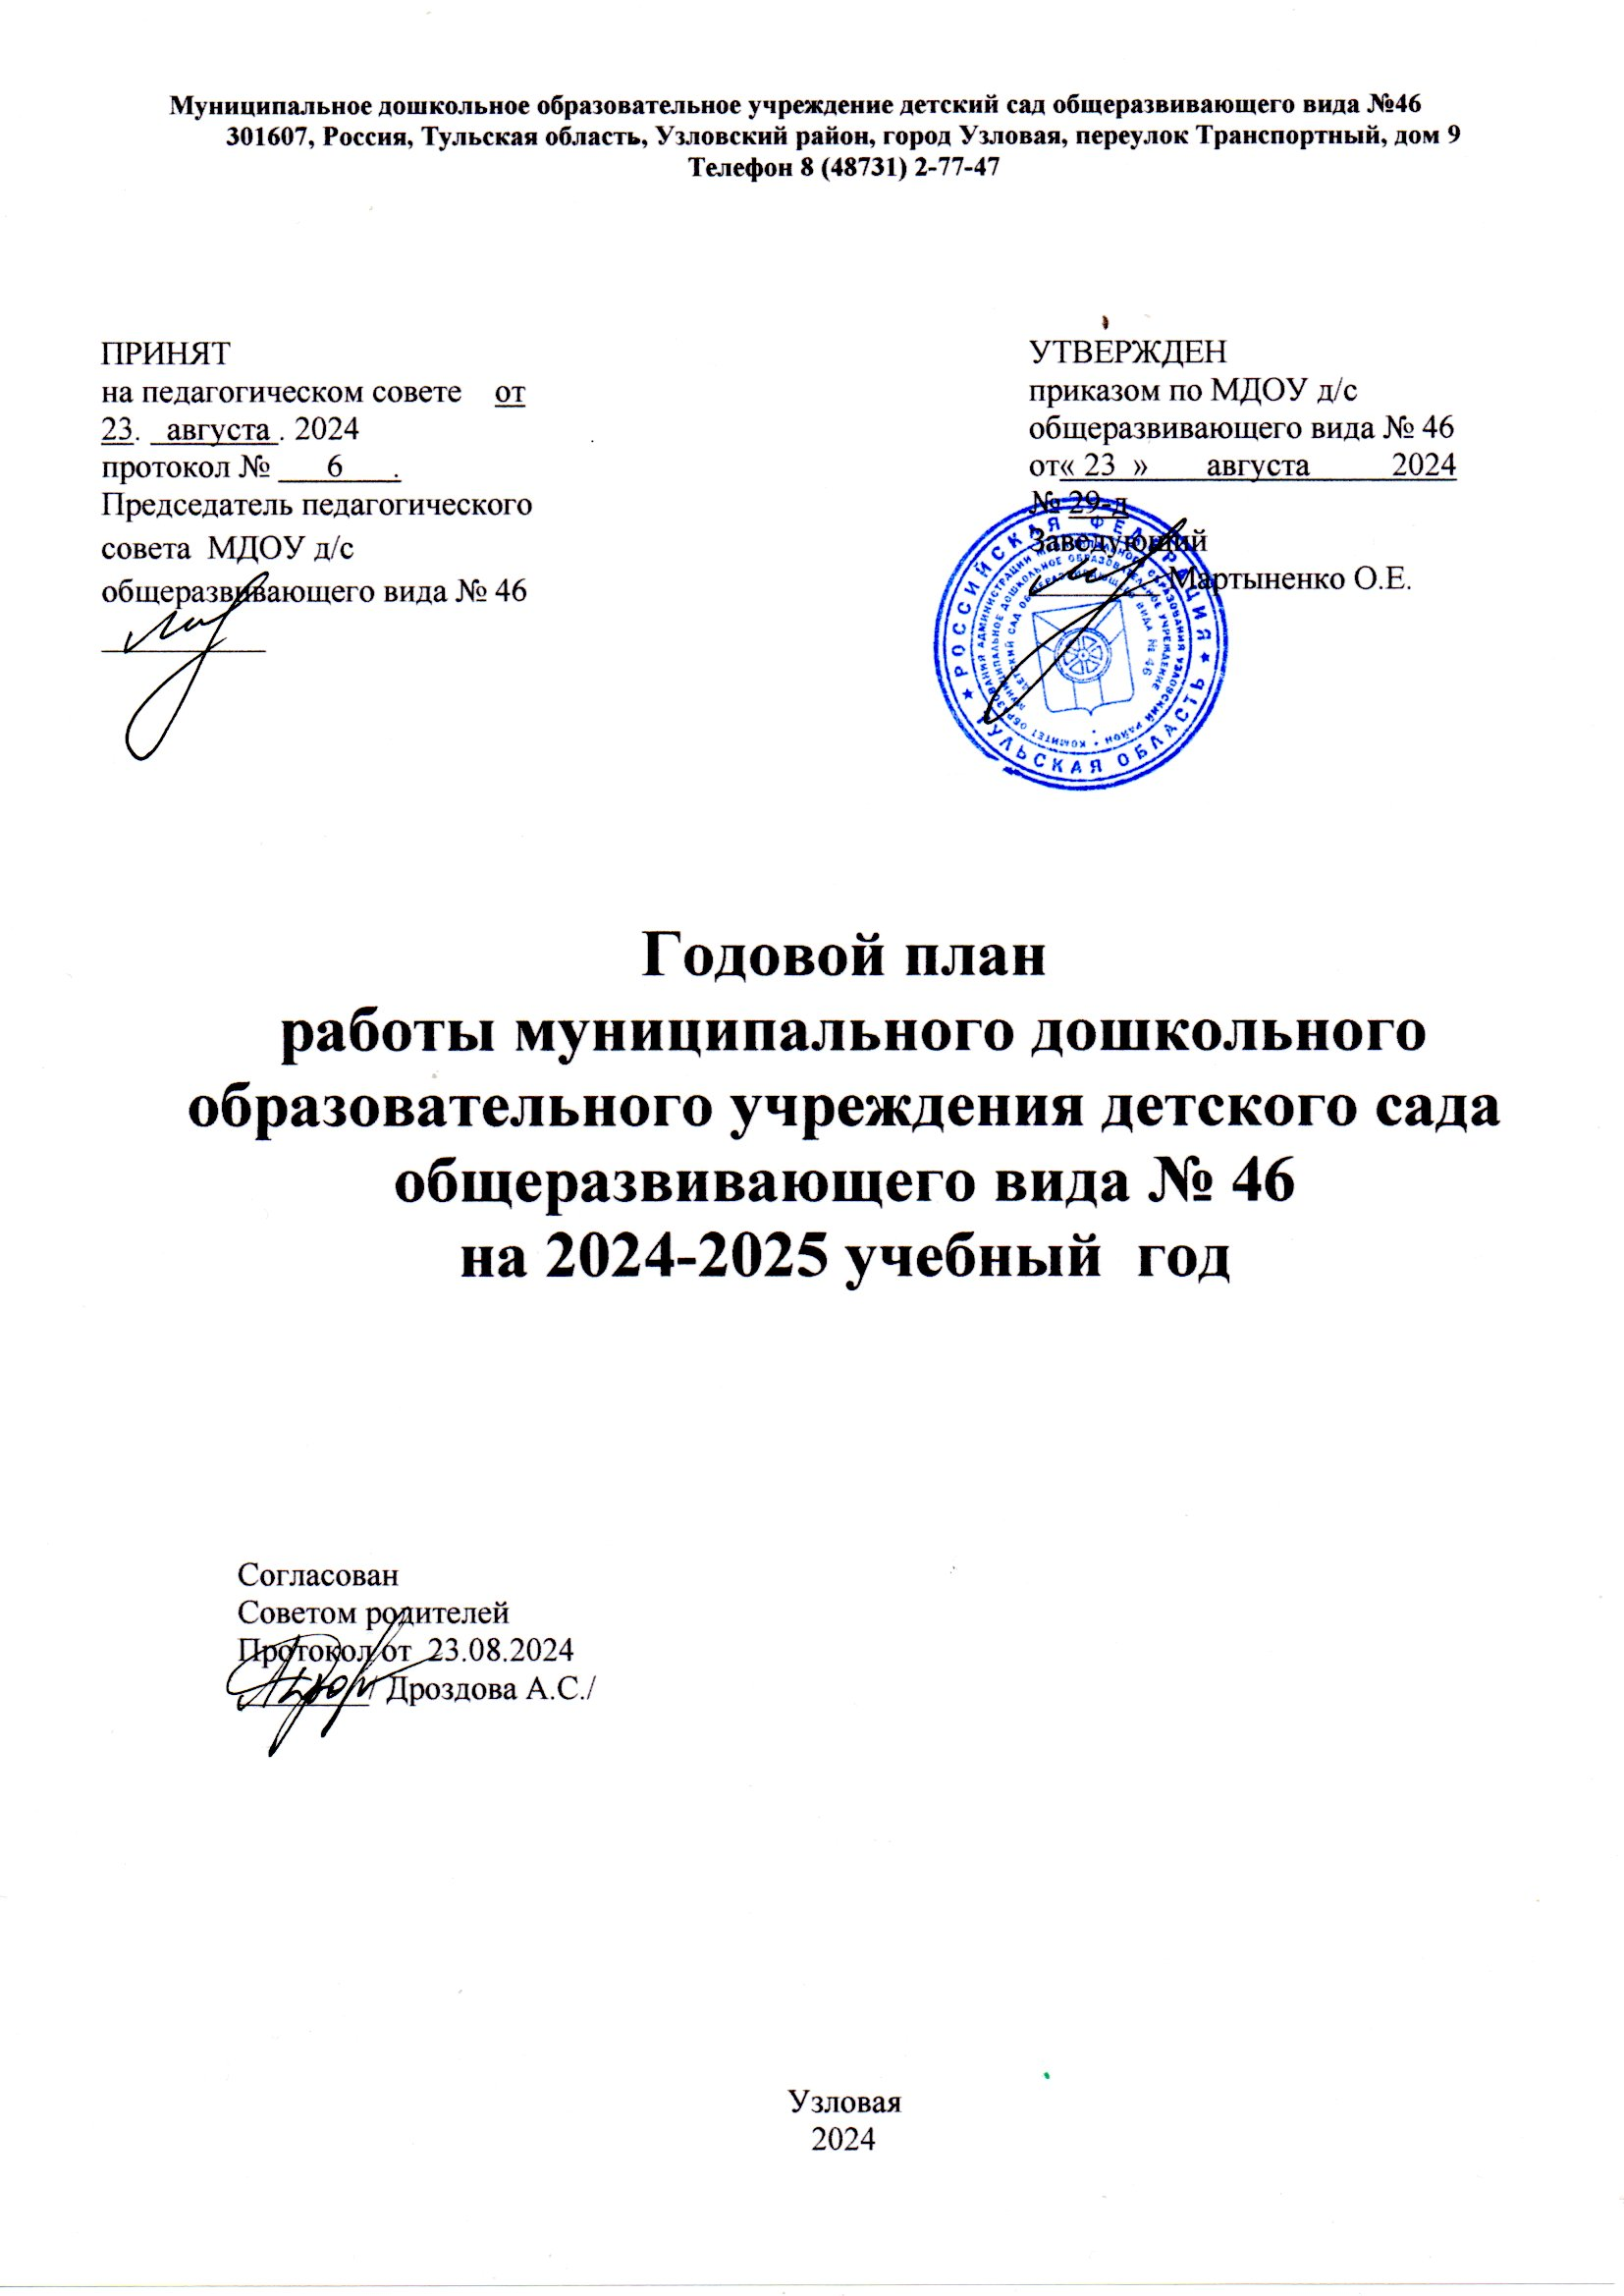 Муниципальное дошкольное образовательное учреждение детский сад общеразвивающего вида №46
301607, Россия, Тульская область, Узловский район, город Узловая, переулок Транспортный, дом 9
Телефон 8 (48731) 2-77-47
ПРИНЯТ
на педагогическом совете от
23. августа . 2024
протокол № 6 .
Председатель педагогического
совета МДОУ д/с
общеразвивающего вида № 46
УТВЕРЖДЕН
приказом по МДОУ д/с
общеразвивающего вида № 46
от« 23 » августа 2024
№ 29-д
Заведующий
Мартыненко О.Е.
РОССИЙСКАЯ ФЕДЕРАЦИЯ
ТУЛЬСКАЯ ОБЛАСТЬ
Годовой план
работы муниципального дошкольного
образовательного учреждения детского сада
общеразвивающего вида № 46
на 2024-2025 учебный год
Согласован
Советом родителей
Протокол от 23.08.2024
/ Дроздова А.С./
Узловая
2024